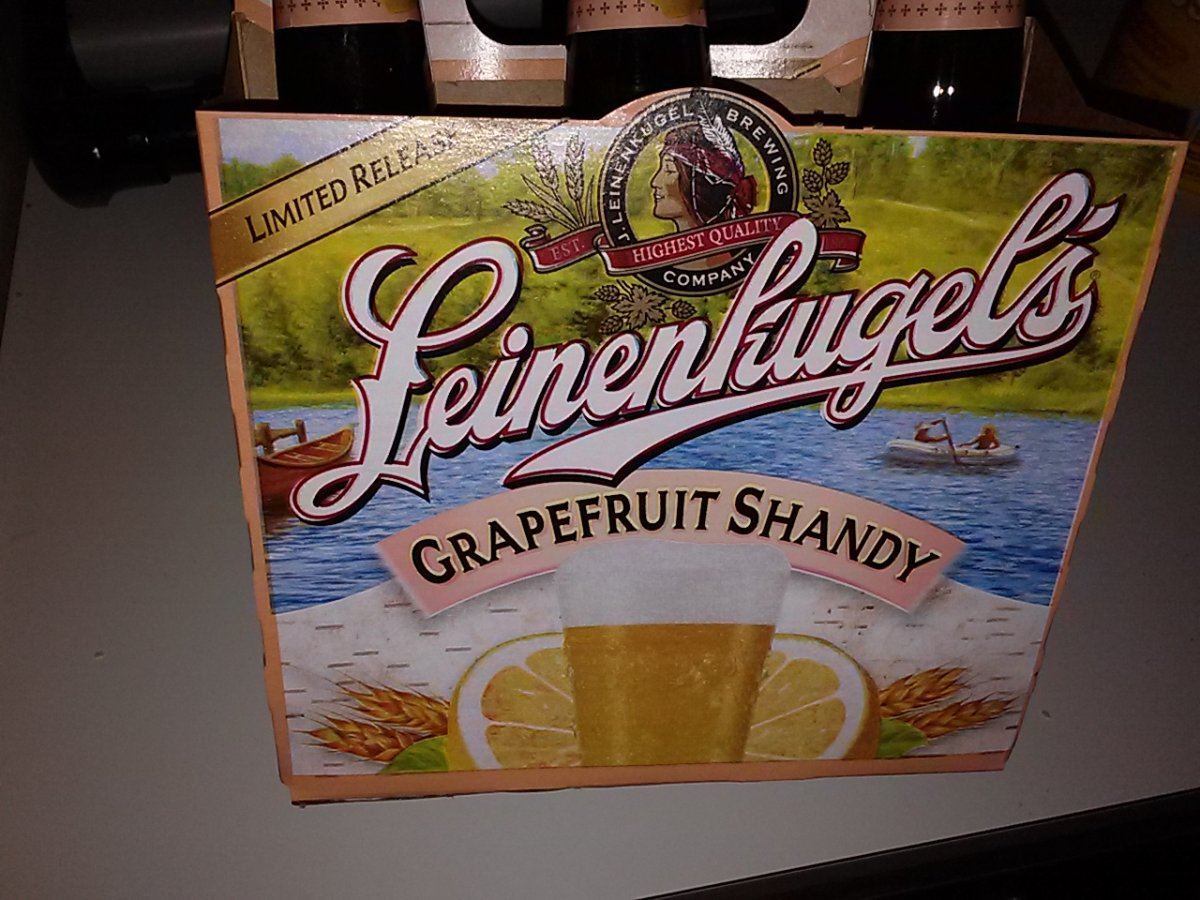 LIMITED RELEASE
J. LEINENKUGEL BREWING
EST.
HIGHEST QUALITY
COMPANY
Leinenkugel's
GRAPEFRUIT SHANDY